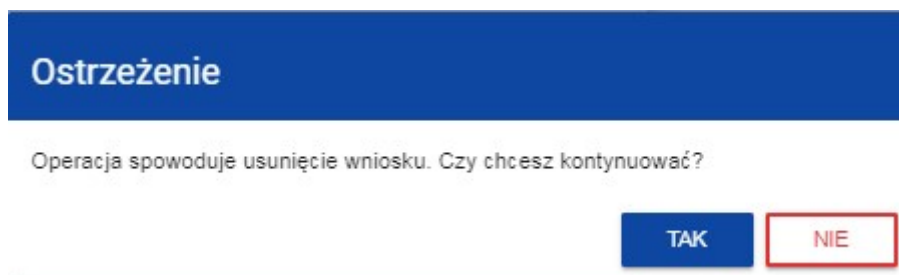 Ostrzeżenie
Operacja spowoduje usunięcie wniosku. Czy chcesz kontynuować?
TAK NIE